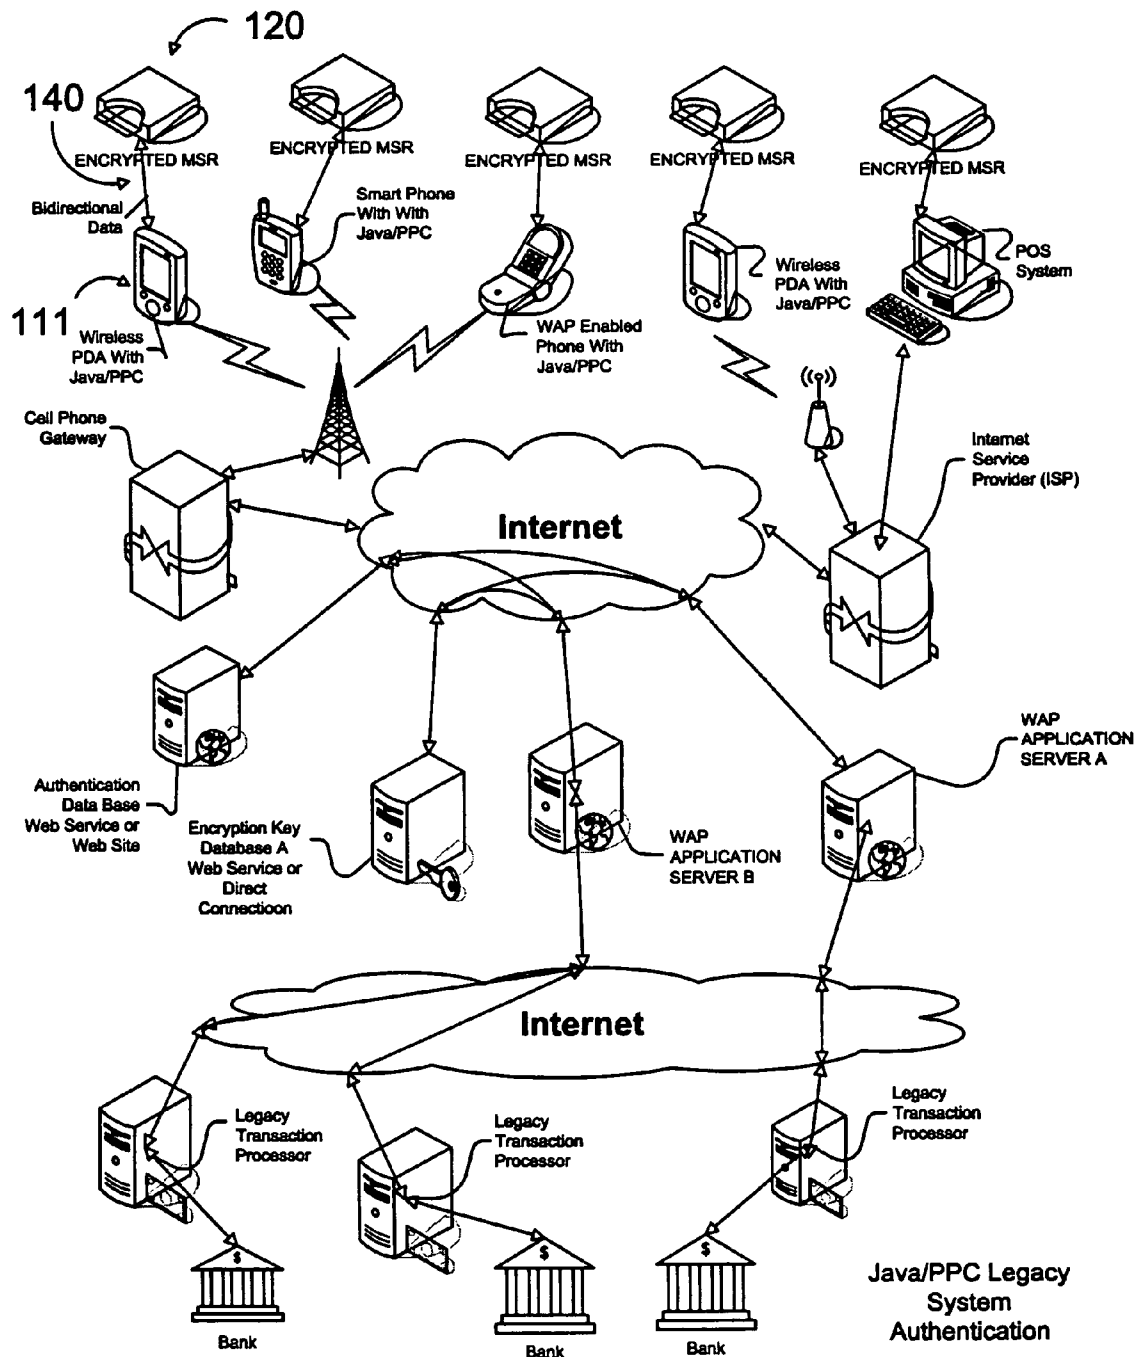 120
140
ENCRYPTED MSR
ENCRYPTED MSR
ENCRYPTED MSR
ENCRYPTED MSR
ENCRYPTED MSR
Bidirectional
Data
Smart Phone
With With
Java/PPC
111
Wireless
PDA With
Java/PPC
WAP Enabled
Phone With
Java/PPC
Wireless
PDA With
Java/PPC
POS
System
Cell Phone
Gateway
Internet
Internet
Service
Provider (ISP)
Authentication
Data Base
Web Service or
Web Site
Encryption Key
Database A
Web Service or
Direct
Connectioon
WAP
APPLICATION
SERVER B
WAP
APPLICATION
SERVER A
Internet
Legacy
Transaction
Processor
Legacy
Transaction
Processor
Legacy
Transaction
Processor
$
$
$
Bank
Bank
Bank
Java/PPC Legacy
System
Authentication